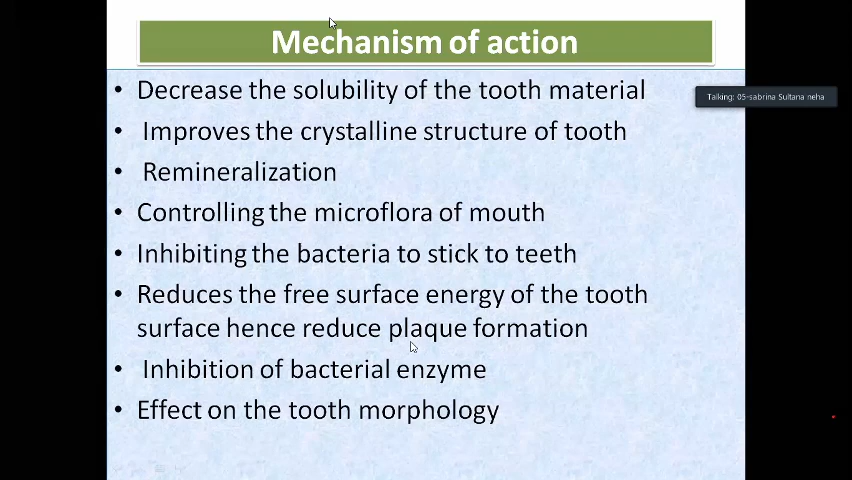 Mechanism of action
• Decrease the solubility of the tooth material
Talking: 05-sabrina Sultana neha
• Improves the crystalline structure of tooth
• Remineralization
• Controlling the microflora of mouth
• Inhibiting the bacteria to stick to teeth
• Reduces the free surface energy of the tooth
surface hence reduce plaque formation
• Inhibition of bacterial enzyme
• Effect on the tooth morphology